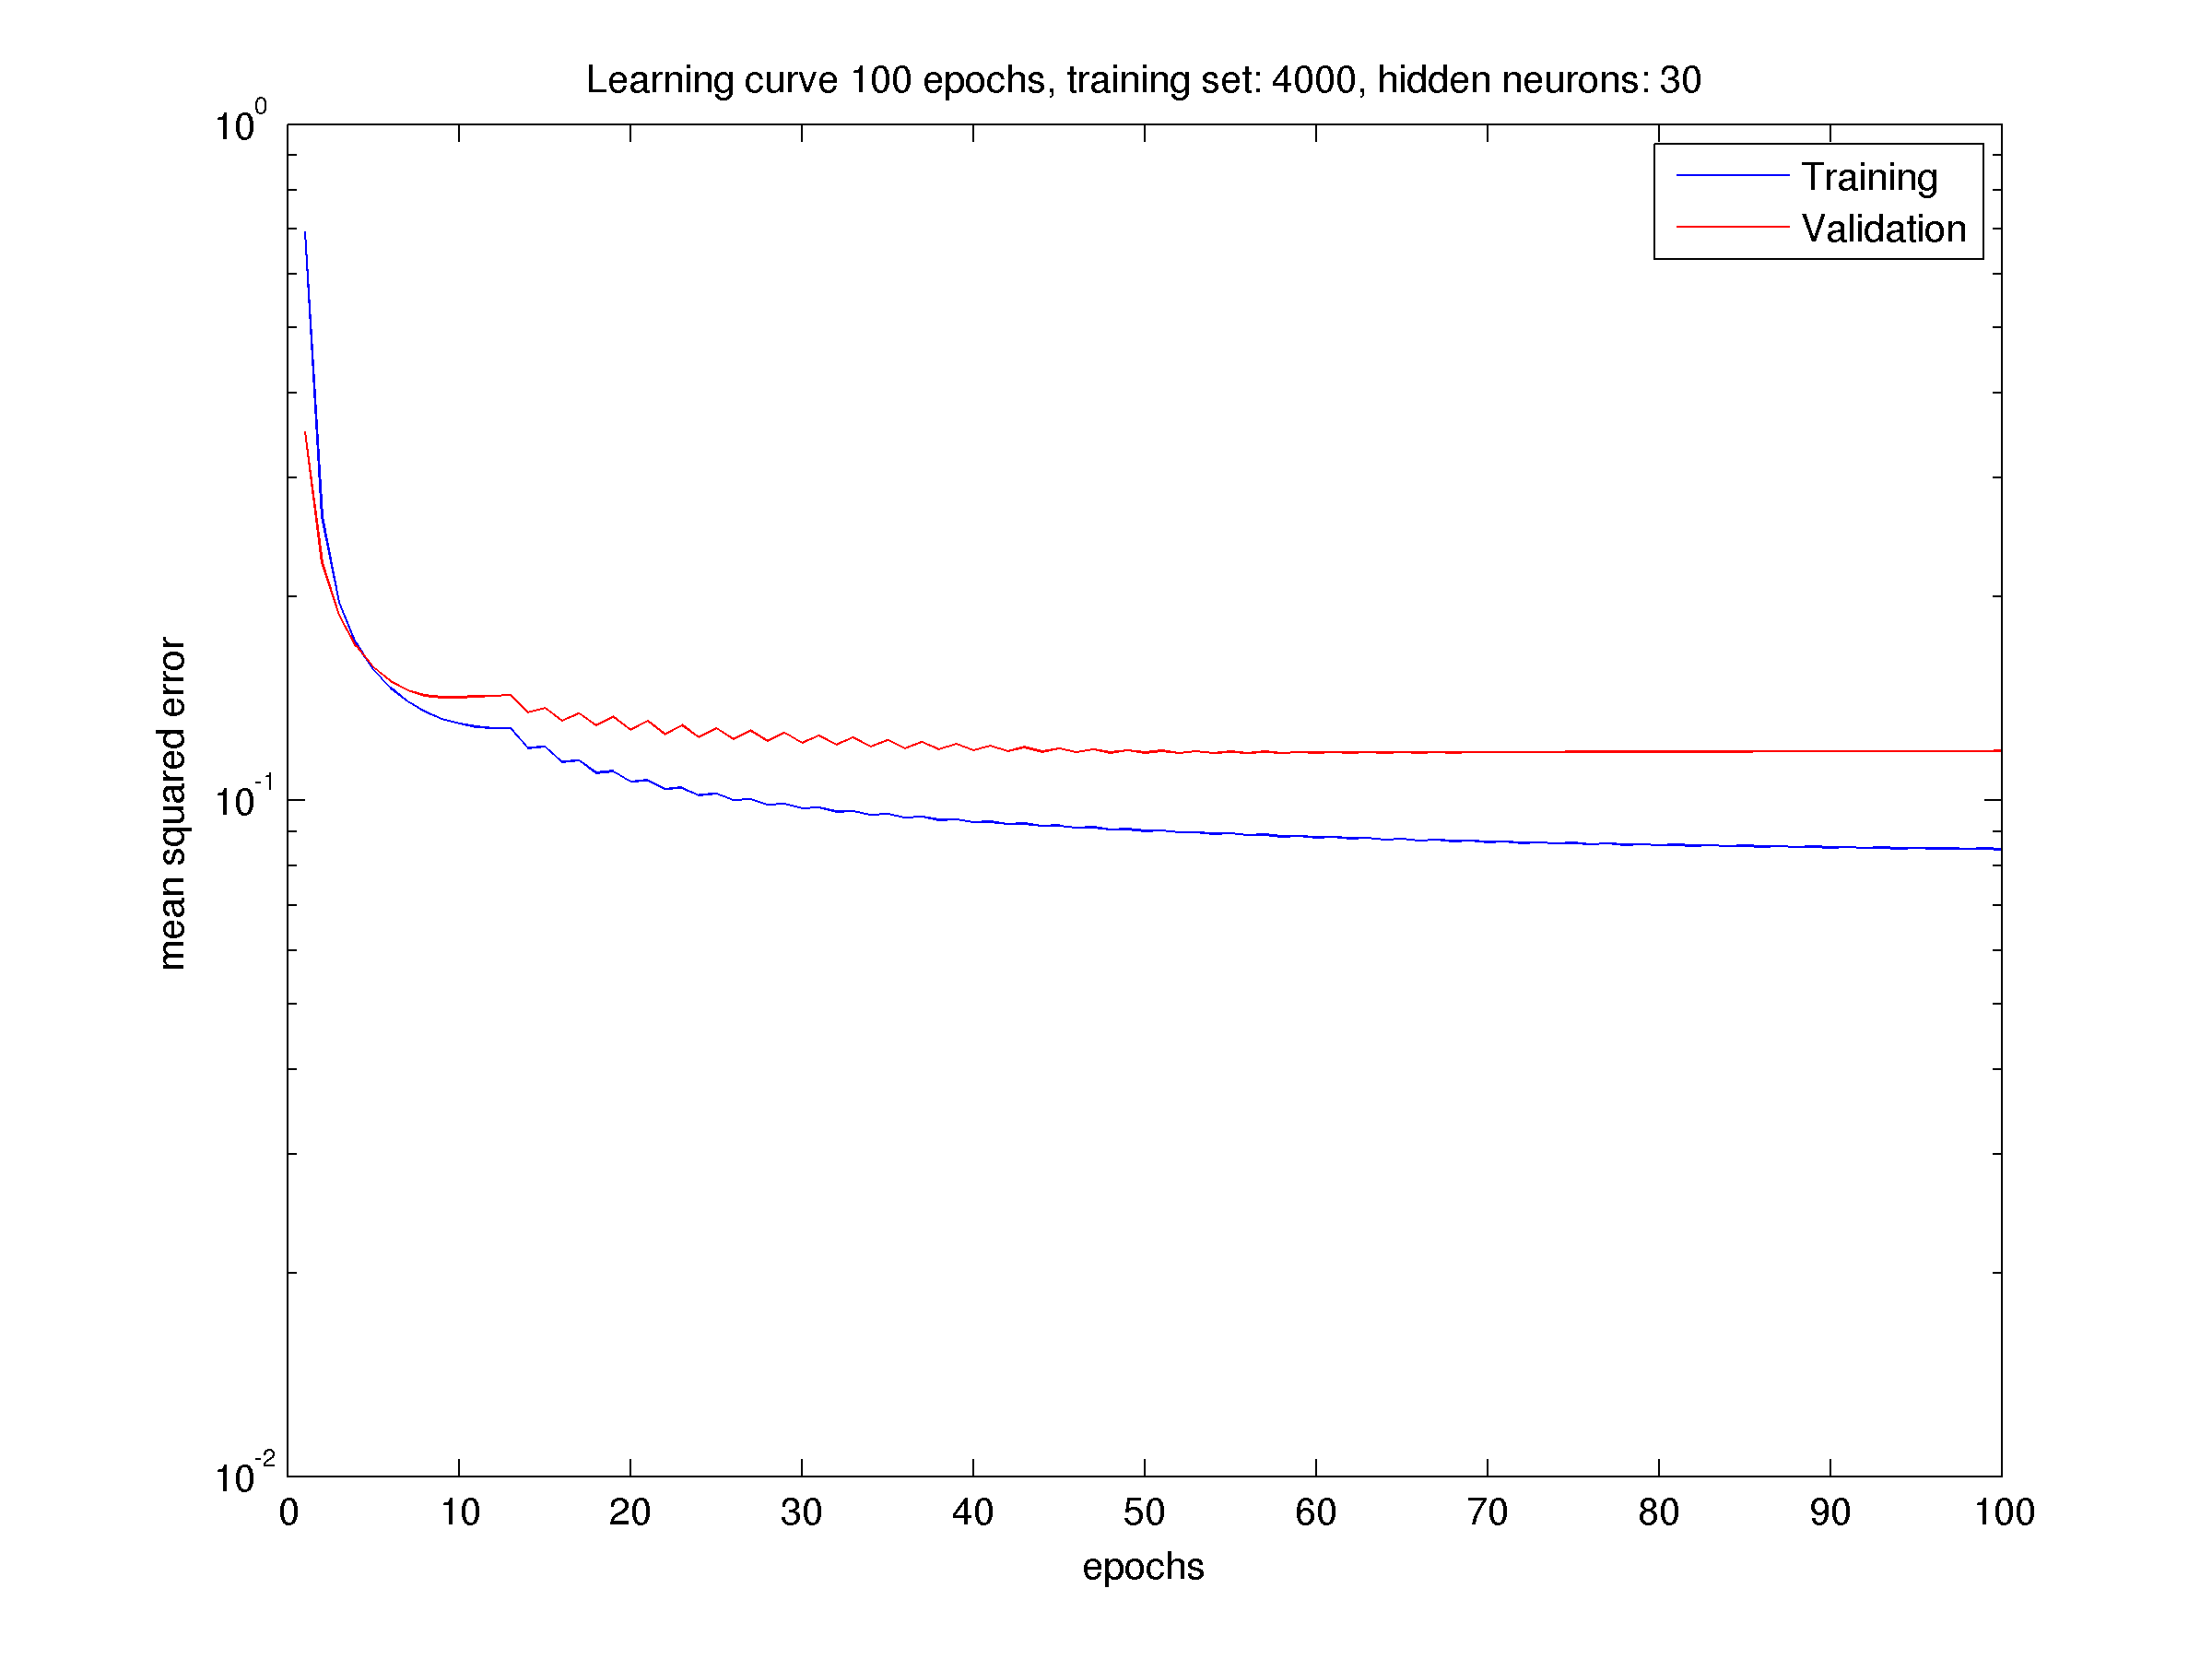 Learning curve 100 epochs, training set: 4000, hidden neurons: 30
10^0
Training
Validation
mean squared error
10^-1
10^-2
0 10 20 30 40 50 60 70 80 90 100
epochs